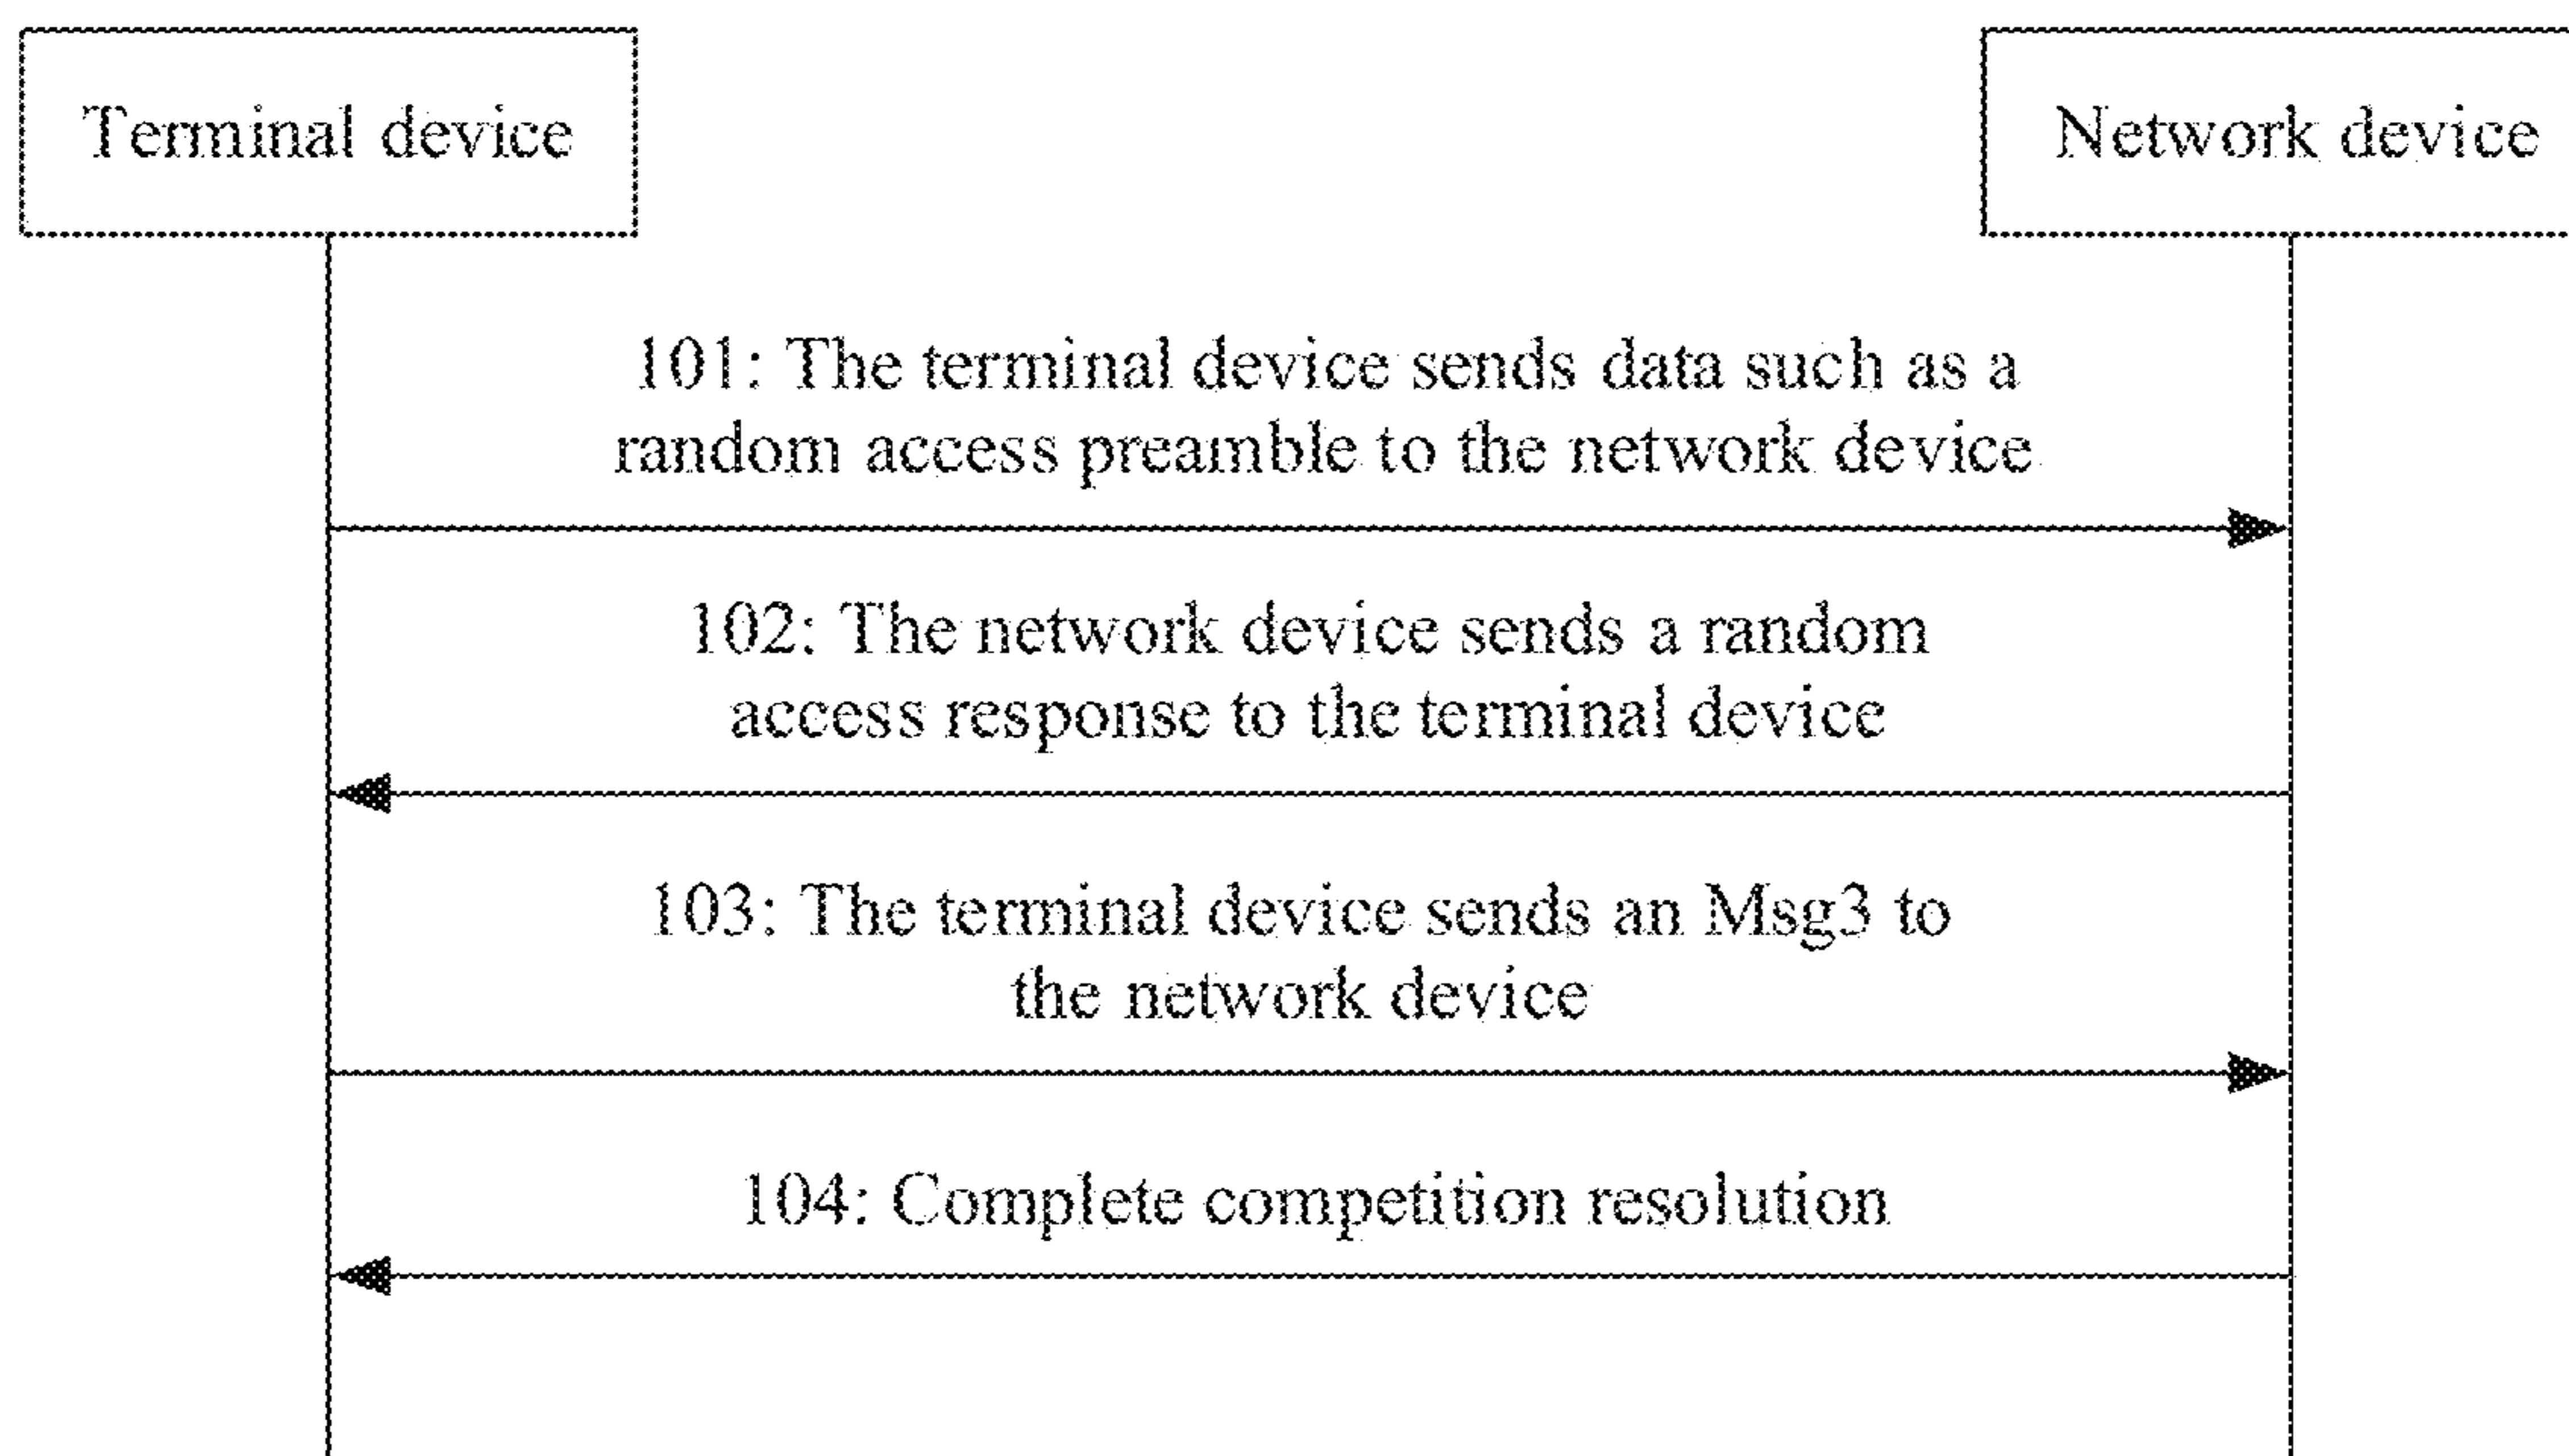 Terminal device
Network device
101: The terminal device sends data such as a
random access preamble to the network device
102: The network device sends a random
access response to the terminal device
103: The terminal device sends an Msg3 to
the network device
104: Complete competition resolution